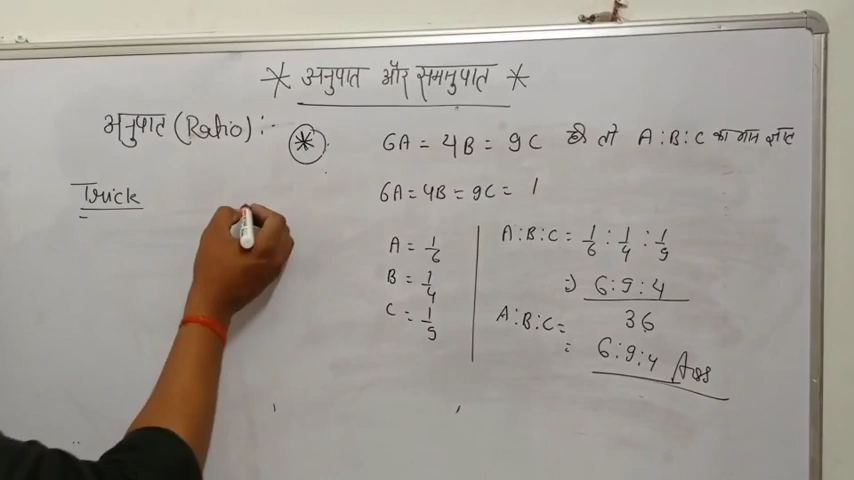 * अनुपात और समानुपात *
अनुपात (Ratio) :-
* 6A = 4B = 9C हो तो A:B:C का मान ज्ञात
6A = 4B = 9C = 1
Trick
A = 1/6
B = 1/4
C = 1/9
A:B:C = 1/6 : 1/4 : 1/9
=) 6:9:4 / 36
A:B:C =
= 6:9:4 Ans